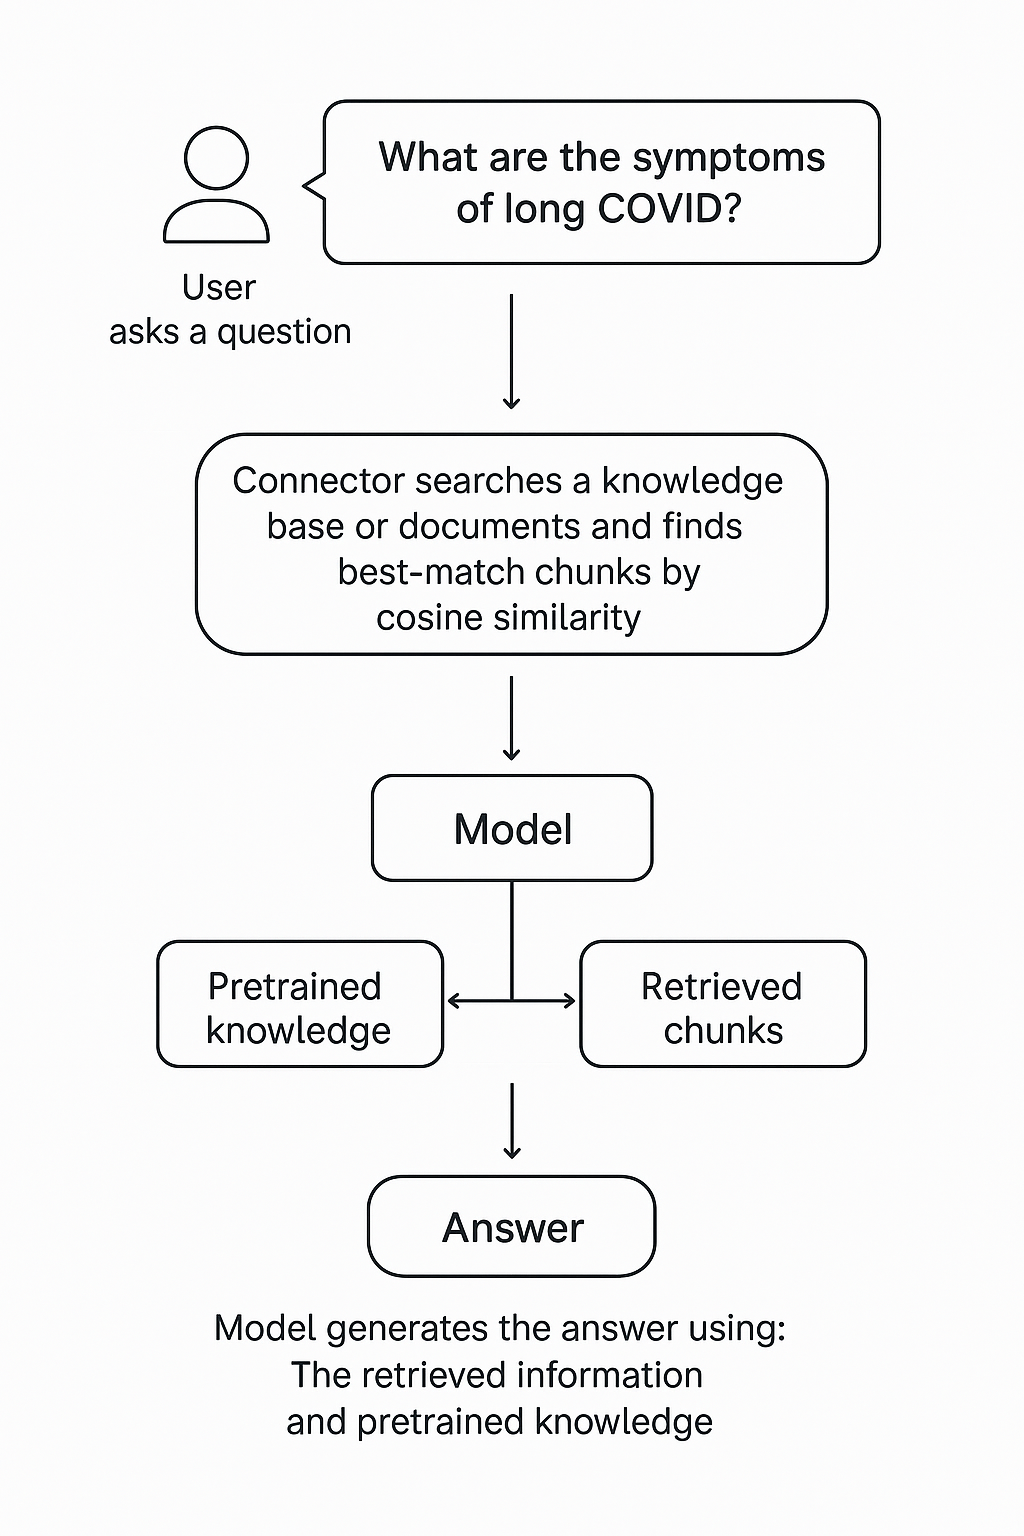 What are the symptoms
of long COVID?
User
asks a question
Connector searches a knowledge
base or documents and finds
best-match chunks by
cosine similarity
Model
Pretrained
knowledge
Retrieved
chunks
Answer
Model generates the answer using:
The retrieved information
and pretrained knowledge